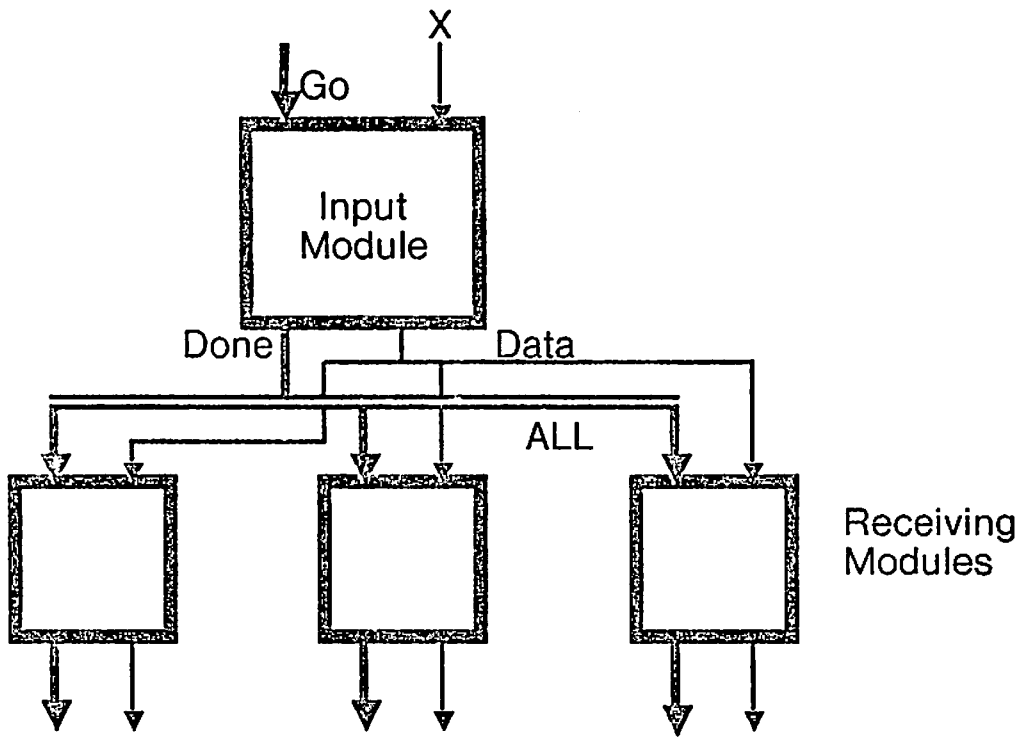 X
Go
Input
Module
Done
Data
ALL
Receiving
Modules